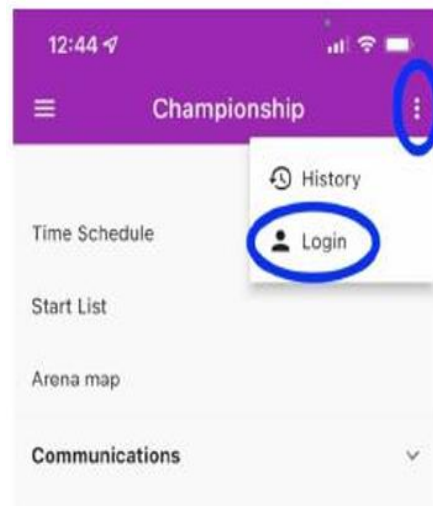 12:44
Championship
History
Time Schedule
Login
Start List
Arena map
Communications